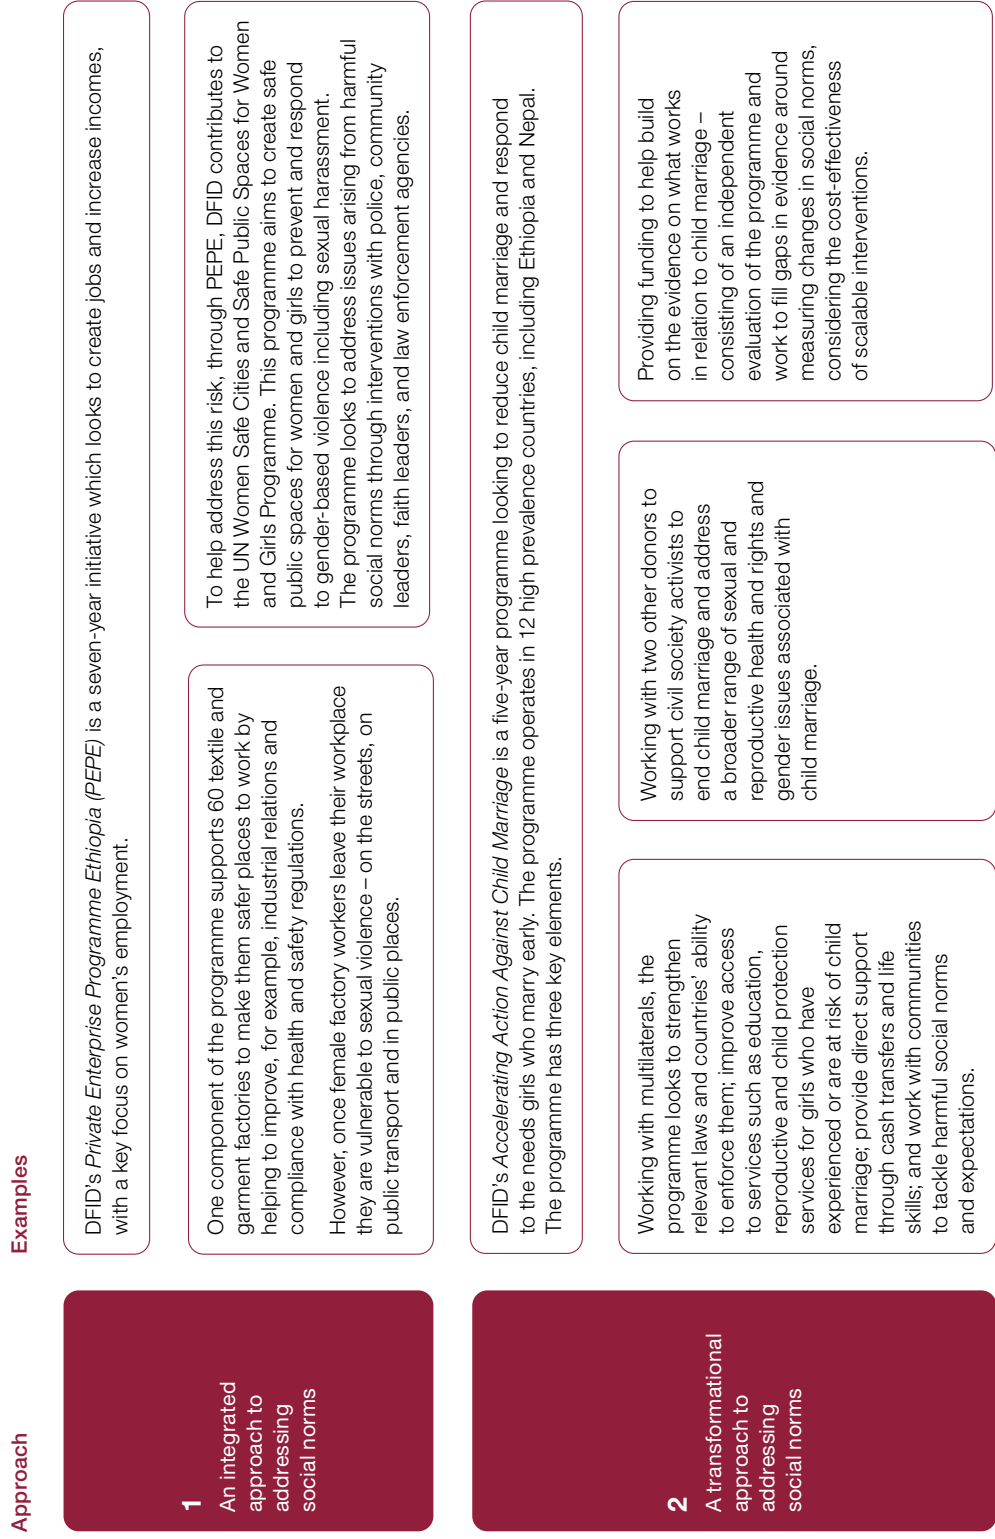 Approach
Examples
1
An integrated
approach to
addressing
social norms
DFID's Private Enterprise Programme Ethiopia (PEPE) is a seven-year initiative which looks to create jobs and increase incomes,
with a key focus on women's employment.
One component of the programme supports 60 textile and
garment factories to make them safer places to work by
helping to improve, for example, industrial relations and
compliance with health and safety regulations.
However, once female factory workers leave their workplace
they are vulnerable to sexual violence – on the streets, on
public transport and in public places.
To help address this risk, through PEPE, DFID contributes to
the UN Women Safe Cities and Safe Public Spaces for Women
and Girls Programme. This programme aims to create safe
public spaces for women and girls to prevent and respond
to gender-based violence including sexual harassment.
The programme looks to address issues arising from harmful
social norms through interventions with police, community
leaders, faith leaders, and law enforcement agencies.
2
A transformational
approach to
addressing
social norms
DFID's Accelerating Action Against Child Marriage is a five-year programme looking to reduce child marriage and respond
to the needs girls who marry early. The programme operates in 12 high prevalence countries, including Ethiopia and Nepal.
The programme has three key elements.
Working with multilaterals, the
programme looks to strengthen
relevant laws and countries' ability
to enforce them; improve access
to services such as education,
reproductive and child protection
services for girls who have
experienced or are at risk of child
marriage; provide direct support
through cash transfers and life
skills; and work with communities
to tackle harmful social norms
and expectations.
Working with two other donors to
support civil society activists to
end child marriage and address
a broader range of sexual and
reproductive health and rights and
gender issues associated with
child marriage.
Providing funding to help build
on the evidence on what works
in relation to child marriage –
consisting of an independent
evaluation of the programme and
work to fill gaps in evidence around
measuring changes in social norms,
considering the cost-effectiveness
of scalable interventions.